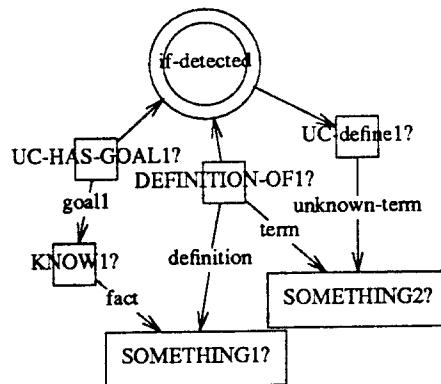 if-detected
UC-HAS-GOAL1?
UC-define1?
DEFINITION-OF1?
goal1
unknown-term
term
KNOW1?
definition
fact
SOMETHING2?
SOMETHING1?